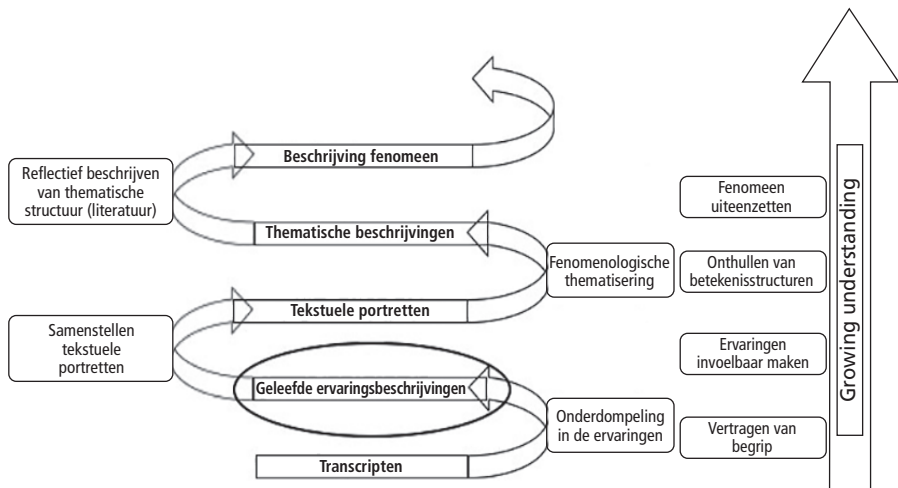 Beschrijving fenomeen
Reflectief beschrijven
van thematische
structuur (literatuur)
Fenomeen
uiteenzetten
Thematische beschrijvingen
Fenomenologische
thematisering
Onthullen van
betekenisstructuren
Tekstuele portretten
Samenstellen
tekstuele
portretten
Ervaringen
invoelbaar maken
Geleefde ervaringsbeschrijvingen
Onderdompeling
in de ervaringen
Vertragen van
begrip
Transcripten
Growing understanding